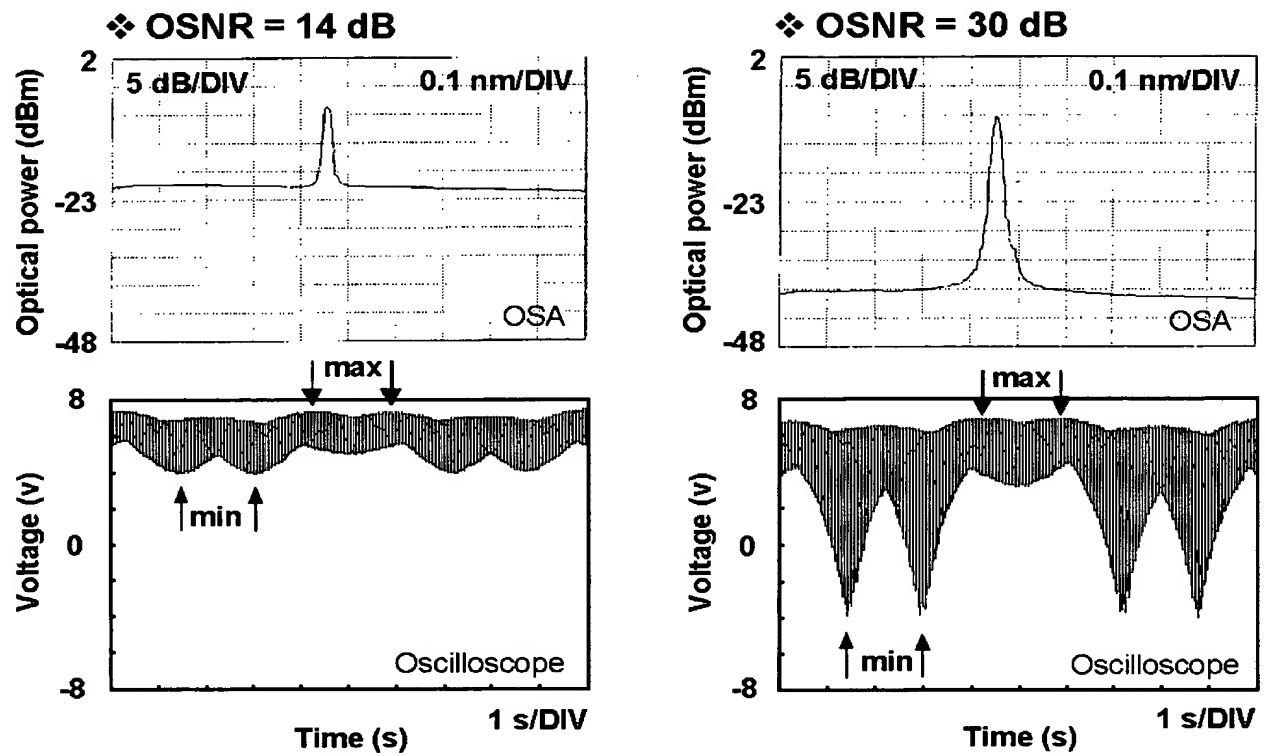 ❖ OSNR = 14 dB
2
5 dB/DIV
0.1 nm/DIV
Optical power (dBm)
-23
OSA
-48
max
8
min
Voltage (v)
0
Oscilloscope
-8
1 s/DIV
Time (s)
❖ OSNR = 30 dB
2
5 dB/DIV
0.1 nm/DIV
Optical power (dBm)
-23
OSA
-48
max
8
Voltage (v)
0
min
Oscilloscope
-8
1 s/DIV
Time (s)